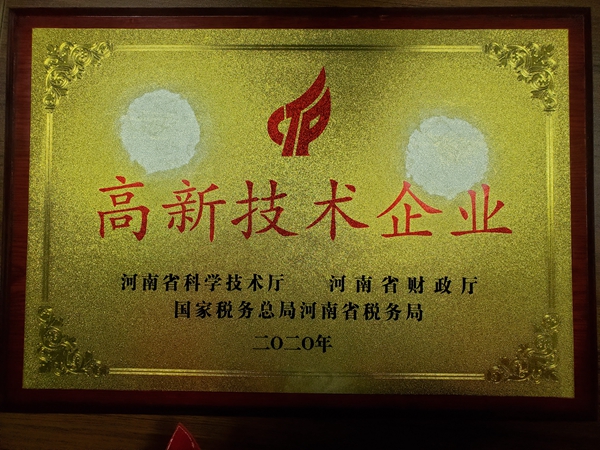 高新技术企业
河南省科学技术厅 河南省财政厅
国家税务总局河南省税务局
二〇二〇年